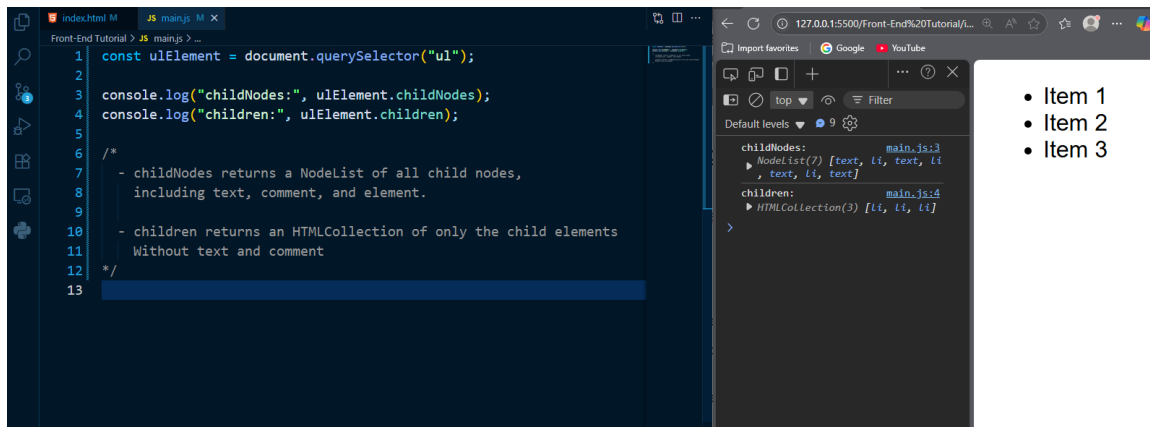 index.html M
JS main.js M
Front-End Tutorial > JS main.js > ...
1 const ulElement = document.querySelector("ul");
2
3 console.log("childNodes:", ulElement.childNodes);
4 console.log("children:", ulElement.children);
5
6 /*
7 - childNodes returns a NodeList of all child nodes,
8 including text, comment, and element.
9
10 - children returns an HTMLCollection of only the child elements
11 Without text and comment
12 */
13
3
127.0.0.1:5500/Front-End%20Tutorial/i...
Import favorites
Google
YouTube
top
Filter
Default levels
9
childNodes: main.js:3
NodeList(7) [text, li, text, li
, text, li, text]
children: main.js:4
HTMLCollection(3) [li, li, li]
Item 1
Item 2
Item 3